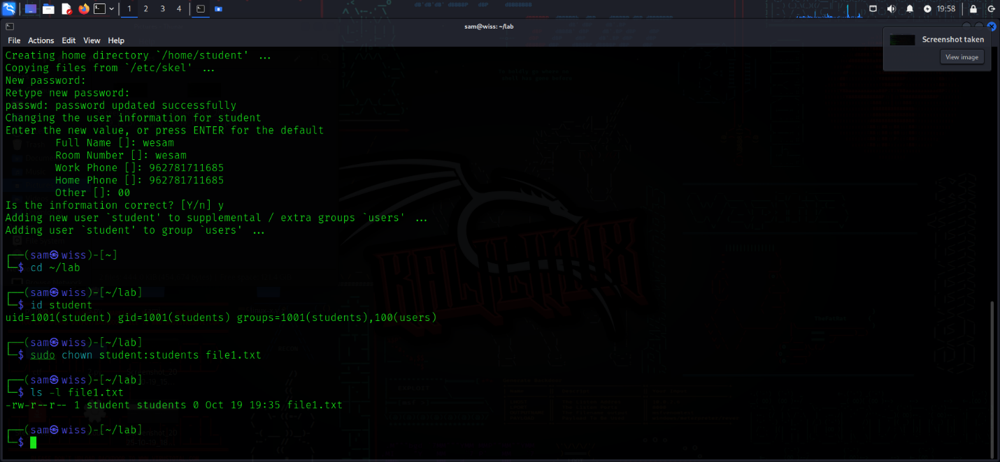 1 2 3 4
19:58
sam@wiss: ~/lab
File Actions Edit View Help
Screenshot taken
View image
Creating home directory `/home/student' ...
Copying files from `/etc/skel' ...
New password:
Retype new password:
passwd: password updated successfully
Changing the user information for student
Enter the new value, or press ENTER for the default
Full Name []: wesam
Room Number []: wesam
Work Phone []: 962781711685
Home Phone []: 962781711685
Other []: 00
Is the information correct? [Y/n] y
Adding new user `student' to supplemental / extra groups `users' ...
Adding user `student' to group `users' ...
┌──(sam㉿wiss)-[~]
└─$ cd ~/lab
┌──(sam㉿wiss)-[~/lab]
└─$ id student
uid=1001(student) gid=1001(students) groups=1001(students),100(users)
┌──(sam㉿wiss)-[~/lab]
└─$ sudo chown student:students file1.txt
┌──(sam㉿wiss)-[~/lab]
└─$ ls -l file1.txt
-rw-r--r-- 1 student students 0 Oct 19 19:35 file1.txt
┌──(sam㉿wiss)-[~/lab]
└─$
KALI LINUX